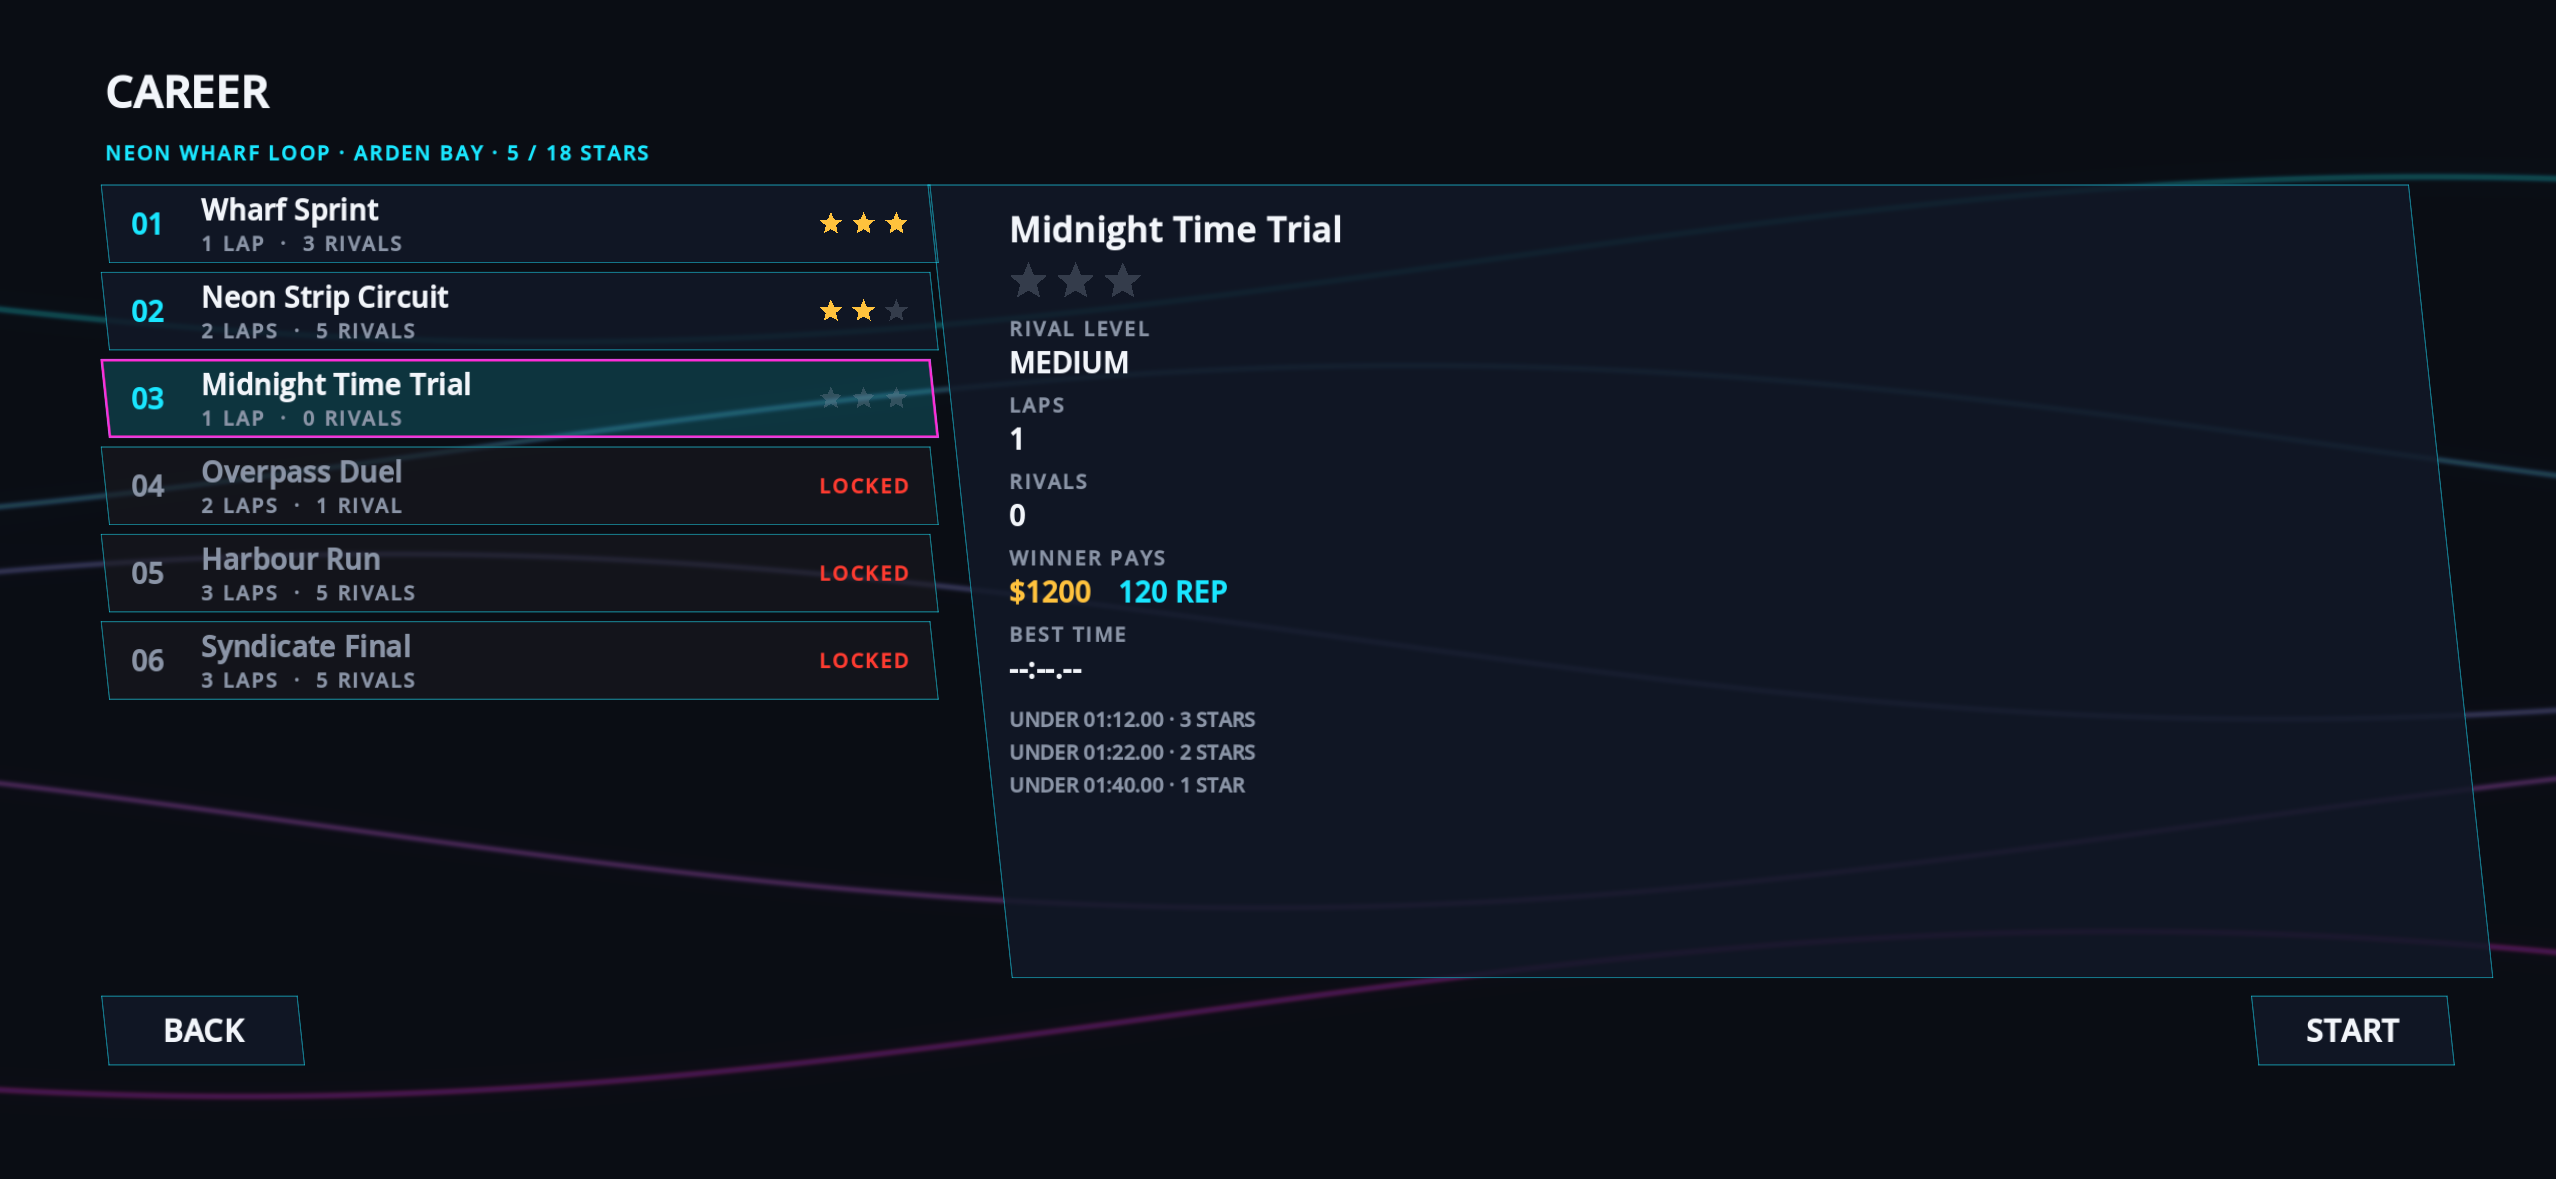 CAREER
NEON WHARF LOOP · ARDEN BAY · 5 / 18 STARS
01
Wharf Sprint
1 LAP · 3 RIVALS
02
Neon Strip Circuit
2 LAPS · 5 RIVALS
03
Midnight Time Trial
1 LAP · 0 RIVALS
04
Overpass Duel
2 LAPS · 1 RIVAL
LOCKED
05
Harbour Run
3 LAPS · 5 RIVALS
LOCKED
06
Syndicate Final
3 LAPS · 5 RIVALS
LOCKED
Midnight Time Trial
RIVAL LEVEL
MEDIUM
LAPS
1
RIVALS
0
WINNER PAYS
$1200 120 REP
BEST TIME
--:--.--
UNDER 01:12.00 · 3 STARS
UNDER 01:22.00 · 2 STARS
UNDER 01:40.00 · 1 STAR
BACK
START